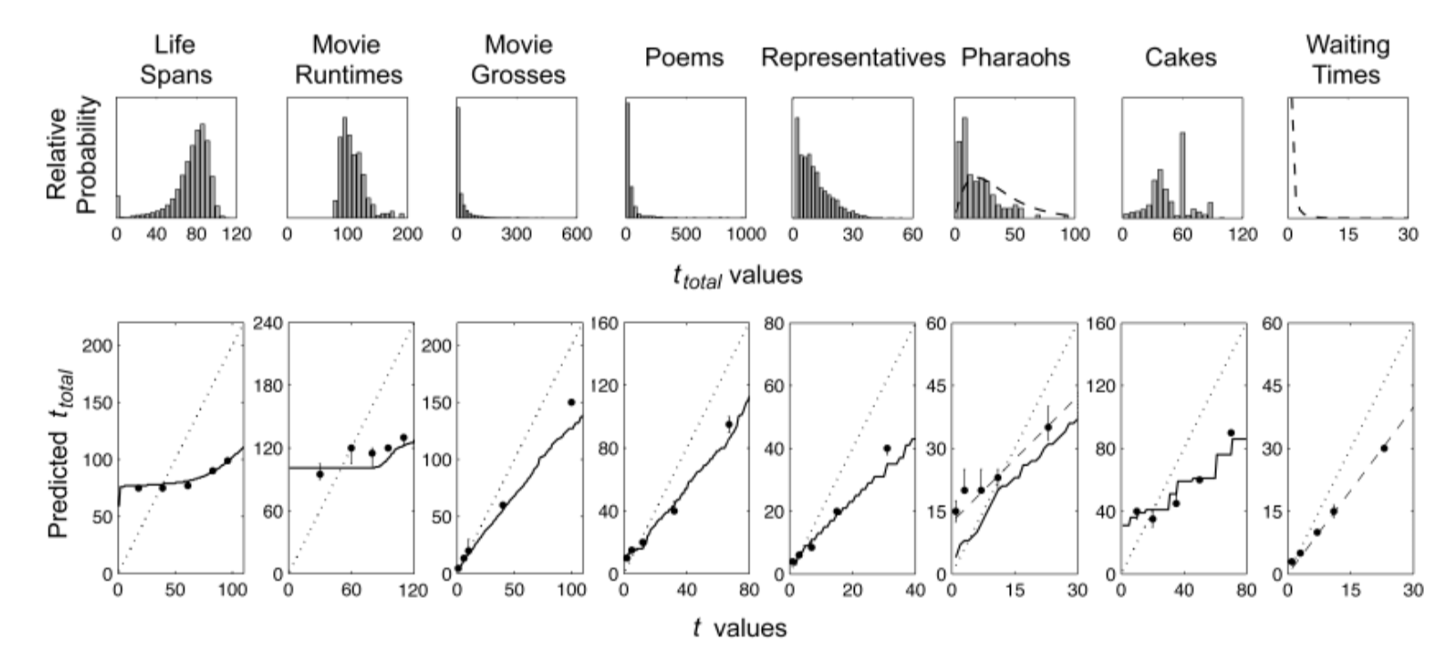 Life Spans
Movie Runtimes
Movie Grosses
Poems
Representatives
Pharaohs
Cakes
Waiting Times
Relative Probability
0 40 80 120
0 100 200
0 300 600
0 500 1000
0 30 60
0 50 100
0 60 120
0 15 30
t_total values
Predicted t_total
200
150
100
50
0
240
180
120
60
0
200
150
100
50
0
160
120
80
40
0
80
60
40
20
0
60
45
30
15
0
160
120
80
40
0
60
45
30
15
0
0 50 100
0 60 120
0 50 100
0 40 80
0 20 40
0 15 30
0 40 80
0 15 30
t values